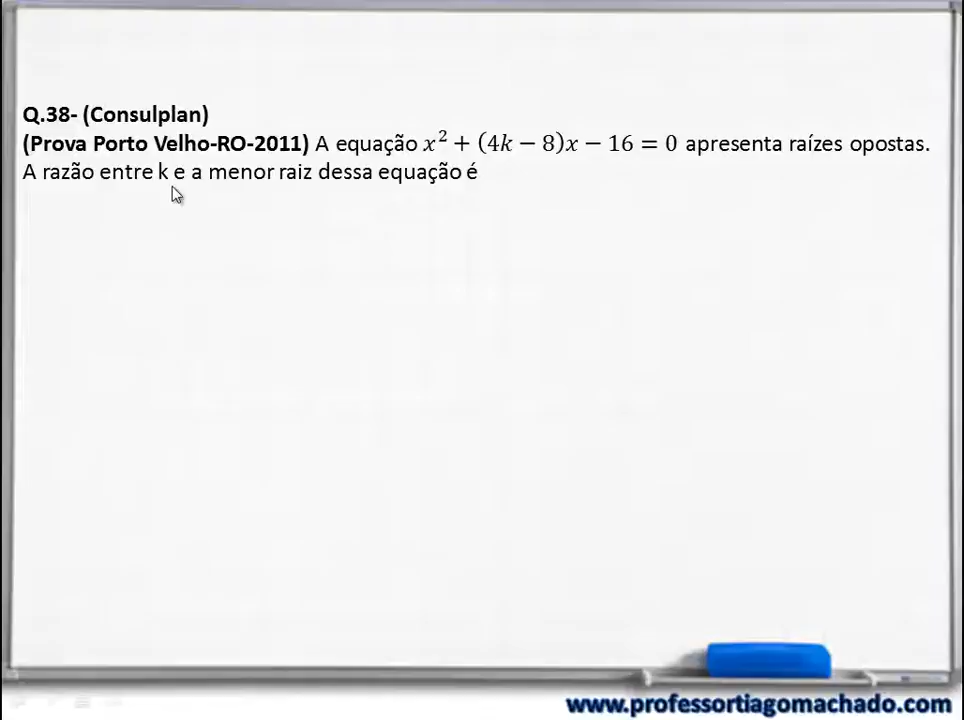 Q.38- (Consulplan)
(Prova Porto Velho-RO-2011) A equação x² + (4k − 8)x − 16 = 0 apresenta raízes opostas.
A razão entre k e a menor raiz dessa equação é
www.professortiagomachado.com